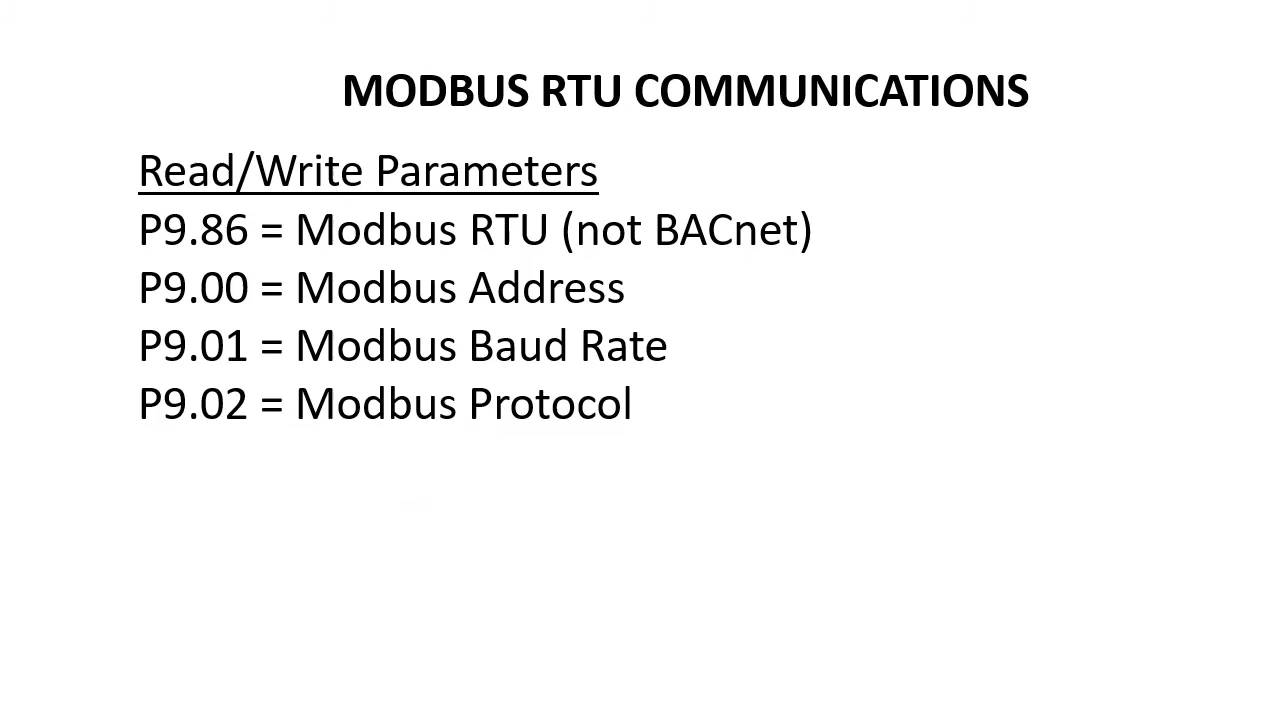 MODBUS RTU COMMUNICATIONS
Read/Write Parameters
P9.86 = Modbus RTU (not BACnet)
P9.00 = Modbus Address
P9.01 = Modbus Baud Rate
P9.02 = Modbus Protocol